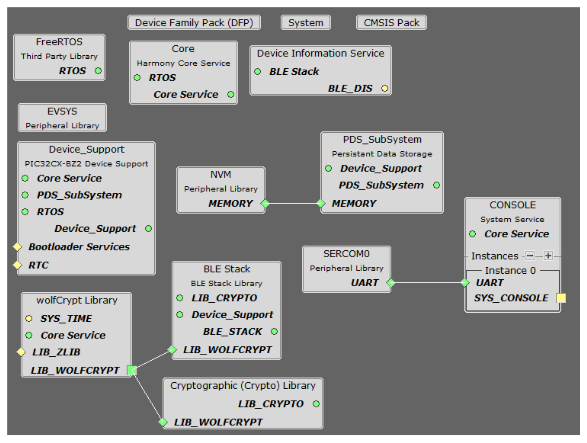 Device Family Pack (DFP)
System
CMSIS Pack
FreeRTOS
Third Party Library
RTOS
Core
Harmony Core Service
RTOS
Core Service
Device Information Service
BLE Stack
BLE_DIS
EVSYS
Peripheral Library
Device_Support
PIC32CX-BZ2 Device Support
Core Service
PDS_SubSystem
RTOS
Device_Support
Bootloader Services
RTC
NVM
Peripheral Library
MEMORY
PDS_SubSystem
Persistant Data Storage
Device_Support
PDS_SubSystem
MEMORY
CONSOLE
System Service
Core Service
Instances
Instance 0
UART
SYS_CONSOLE
SERCOM0
Peripheral Library
UART
BLE Stack
BLE Stack Library
LIB_CRYPTO
Device_Support
BLE_STACK
LIB_WOLFCRYPT
wolfCrypt Library
SYS_TIME
Core Service
LIB_ZLIB
LIB_WOLFCRYPT
Cryptographic (Crypto) Library
LIB_CRYPTO
LIB_WOLFCRYPT